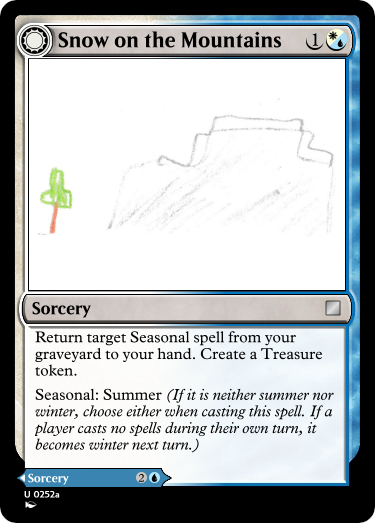 Snow on the Mountains 1
Sorcery
Return target Seasonal spell from your
graveyard to your hand. Create a Treasure
token.
Seasonal: Summer (If it is neither summer nor
winter, choose either when casting this spell. If a
player casts no spells during their own turn, it
becomes winter next turn.)
Sorcery 2
U 0252a